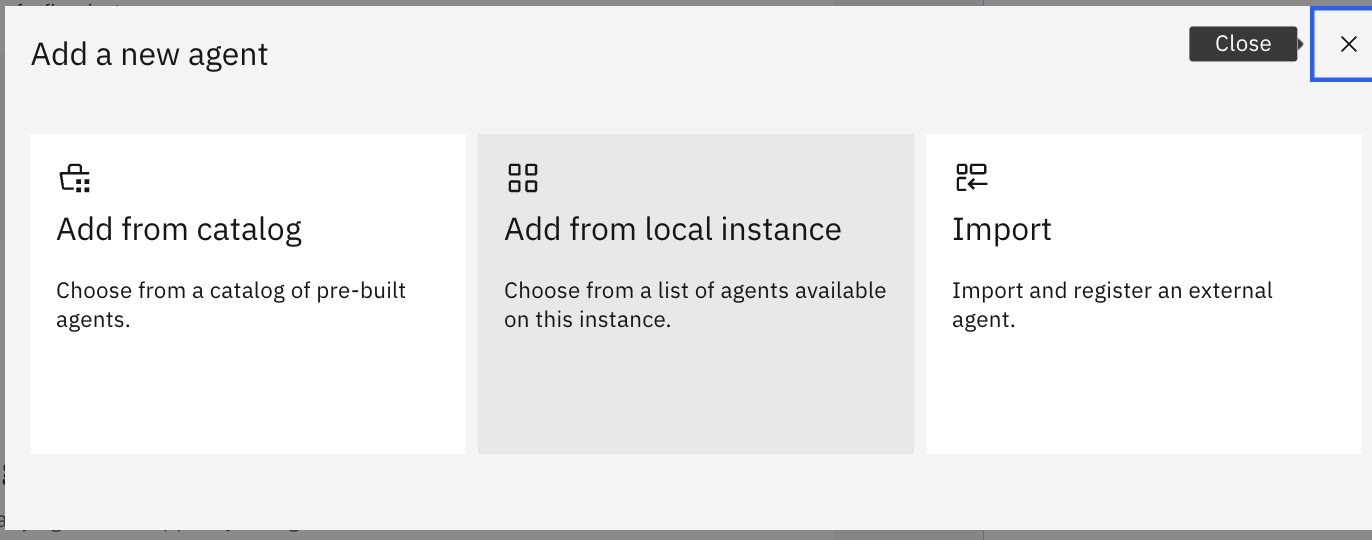 Add a new agent
Close
Add from catalog
Choose from a catalog of pre-built
agents.
Add from local instance
Choose from a list of agents available
on this instance.
Import
Import and register an external
agent.